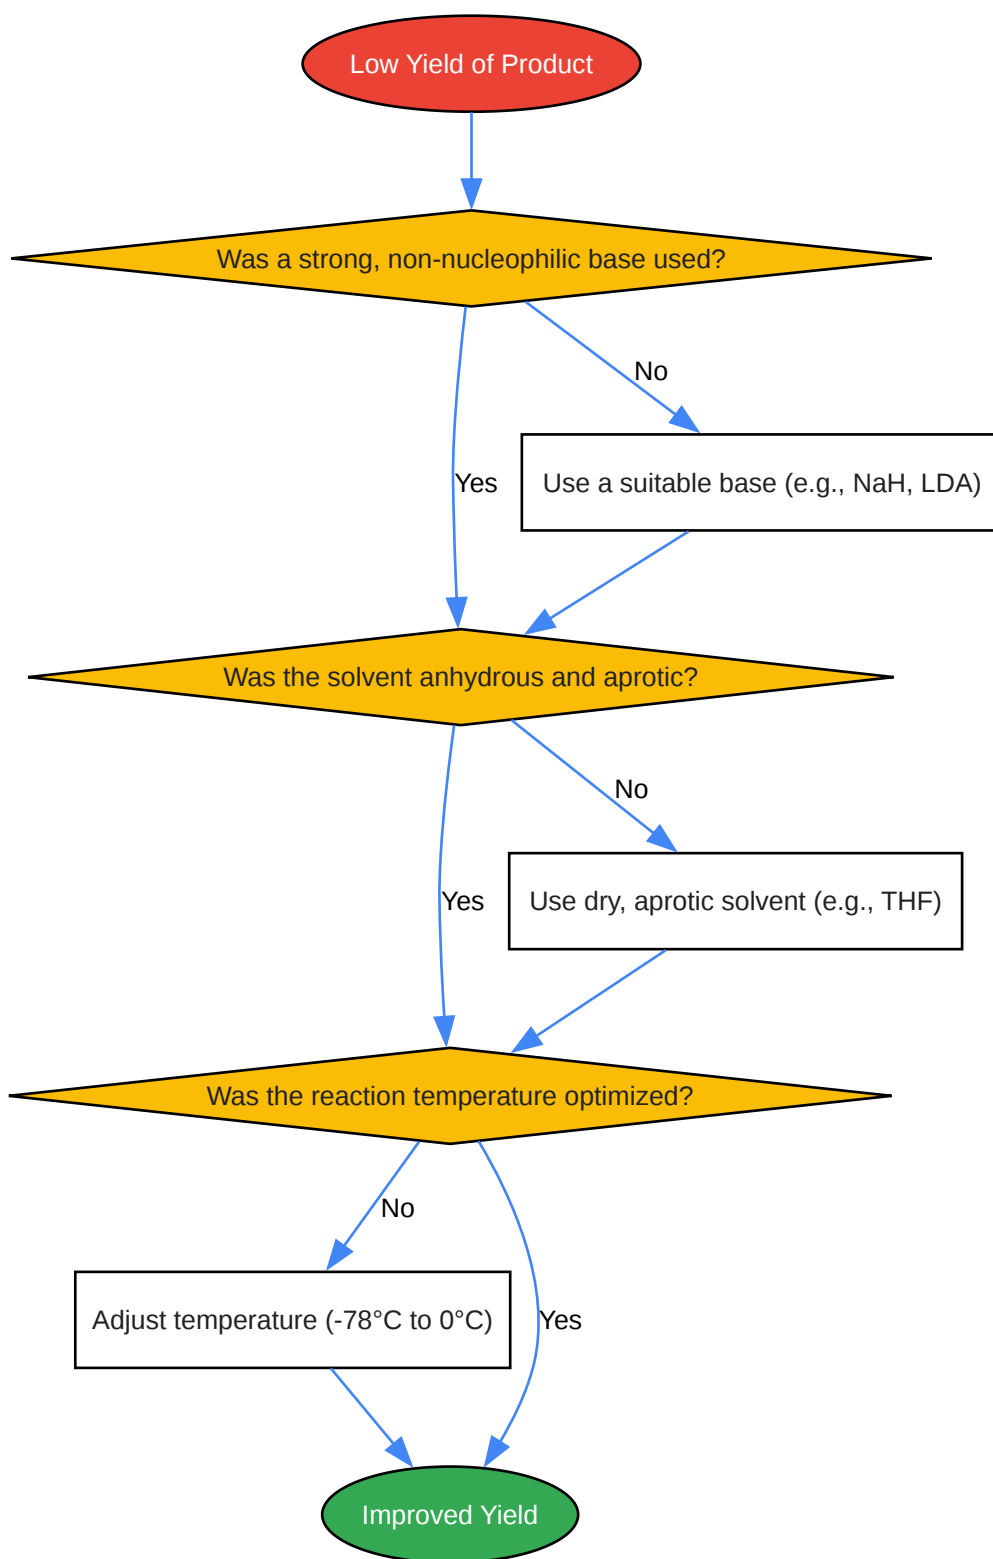 Low Yield of Product
Was a strong, non-nucleophilic base used?
No
Yes
Use a suitable base (e.g., NaH, LDA)
Was the solvent anhydrous and aprotic?
No
Yes
Use dry, aprotic solvent (e.g., THF)
Was the reaction temperature optimized?
No
Adjust temperature (-78°C to 0°C)
Yes
Improved Yield